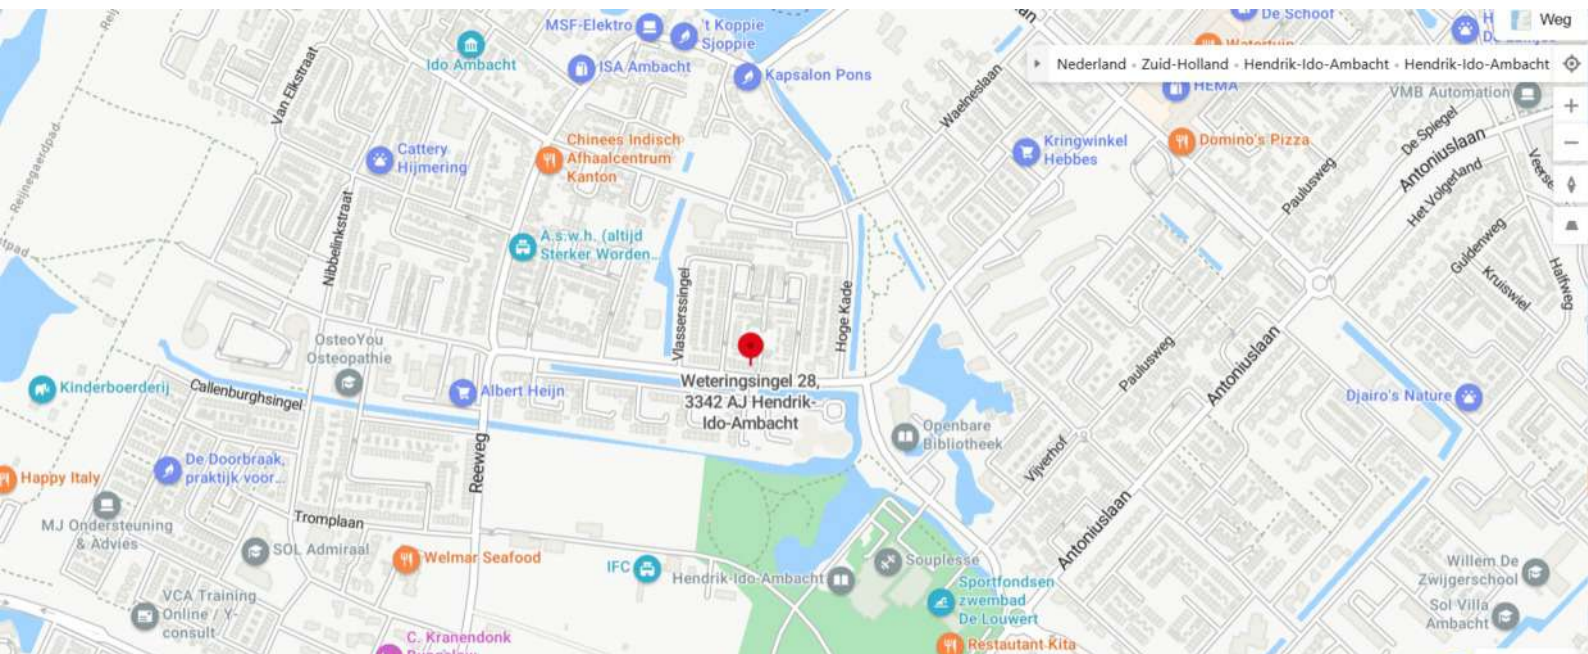 MSF-Elektro
't Koppie
Sjoppie
De Schoof
Weg
Ido Ambacht
ISA Ambacht
Kapsalon Pons
Nederland
Zuid-Holland
Hendrik-Ido-Ambacht
Hendrik-Ido-Ambacht
HEMA
VMB Automation
Van Elkstraat
Waelneslaan
Cattery
Hijmering
Chinees Indisch
Afhaalcentrum
Kanton
Kringwinkel
Hebbes
Domino's Pizza
De Spiegel
Antoniuslaan
Paulusweg
Het Volgerland
Reijnegaerdpad
Nibbelinkstraat
A.s.w.h. (altijd
Sterker Worden...
Vlasserssingel
Hoge Kade
Guldenweg
Kruiswiel
Halfweg
OsteoYou
Osteopathie
Kinderboerderij
Callenburghsingel
Albert Heijn
Weteringsingel 28,
3342 AJ Hendrik-
Ido-Ambacht
Paulusweg
Antoniuslaan
Djairo's Nature
Openbare
Bibliotheek
Vijverhof
Reeweg
Happy Italy
De Doorbraak,
praktijk voor...
MJ Ondersteuning
& Advies
Tromplaan
SOL Admiraal
Welmar Seafood
IFC
Hendrik-Ido-Ambacht
Souplesse
Antoniuslaan
Sportfondsen
zwembad
De Louwert
Willem De
Zwijgerschool
Sol Villa
Ambacht
VCA Training
Online / Y-
consult
C. Kranendonk
Restautant Kita